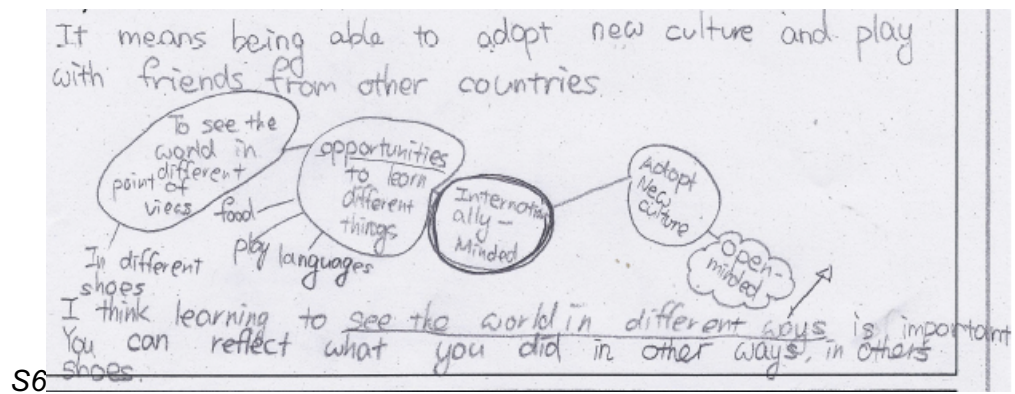 It means being able to adopt new culture and play
with friends from other countries.
To see the
world in
different
point of
views
In different
shoes
opportunities
to learn
different
things
food
play
languages
Internation
ally-
Minded
Adopt
New
culture
open-
minded
I think learning to see the world in different ways is important
You can reflect what you did in other ways, in others
shoes.
S6